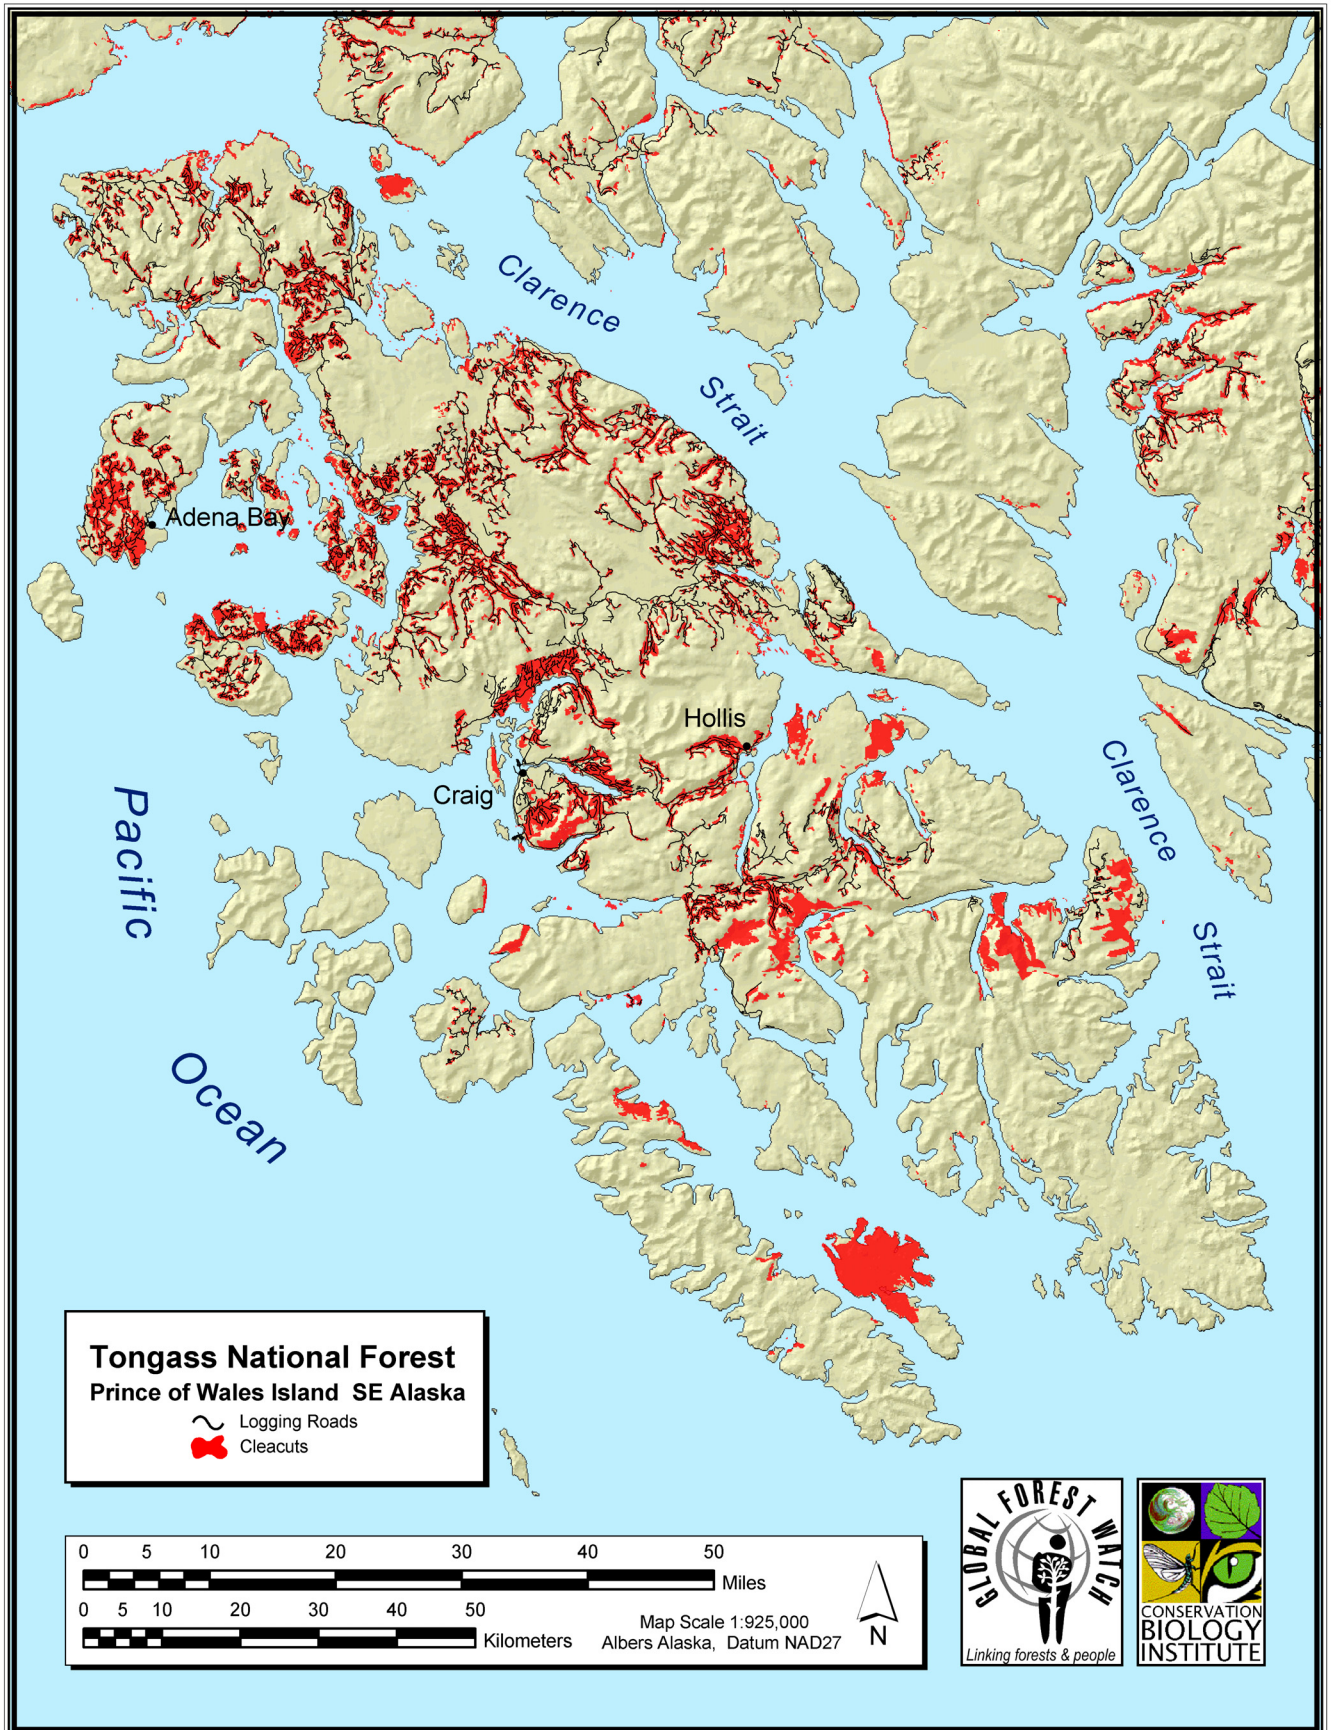 Clarence
Strait
Adena Bay
Hollis
Craig
Clarence
Strait
Pacific
Ocean
Tongass National Forest
Prince of Wales Island SE Alaska
Logging Roads
Cleacuts
0 5 10 20 30 40 50
Miles
0 5 10 20 30 40 50
Kilometers
Map Scale 1:925,000
Albers Alaska, Datum NAD27
N
GLOBAL FOREST WATCH
Linking forests & people
CONSERVATION
BIOLOGY
INSTITUTE